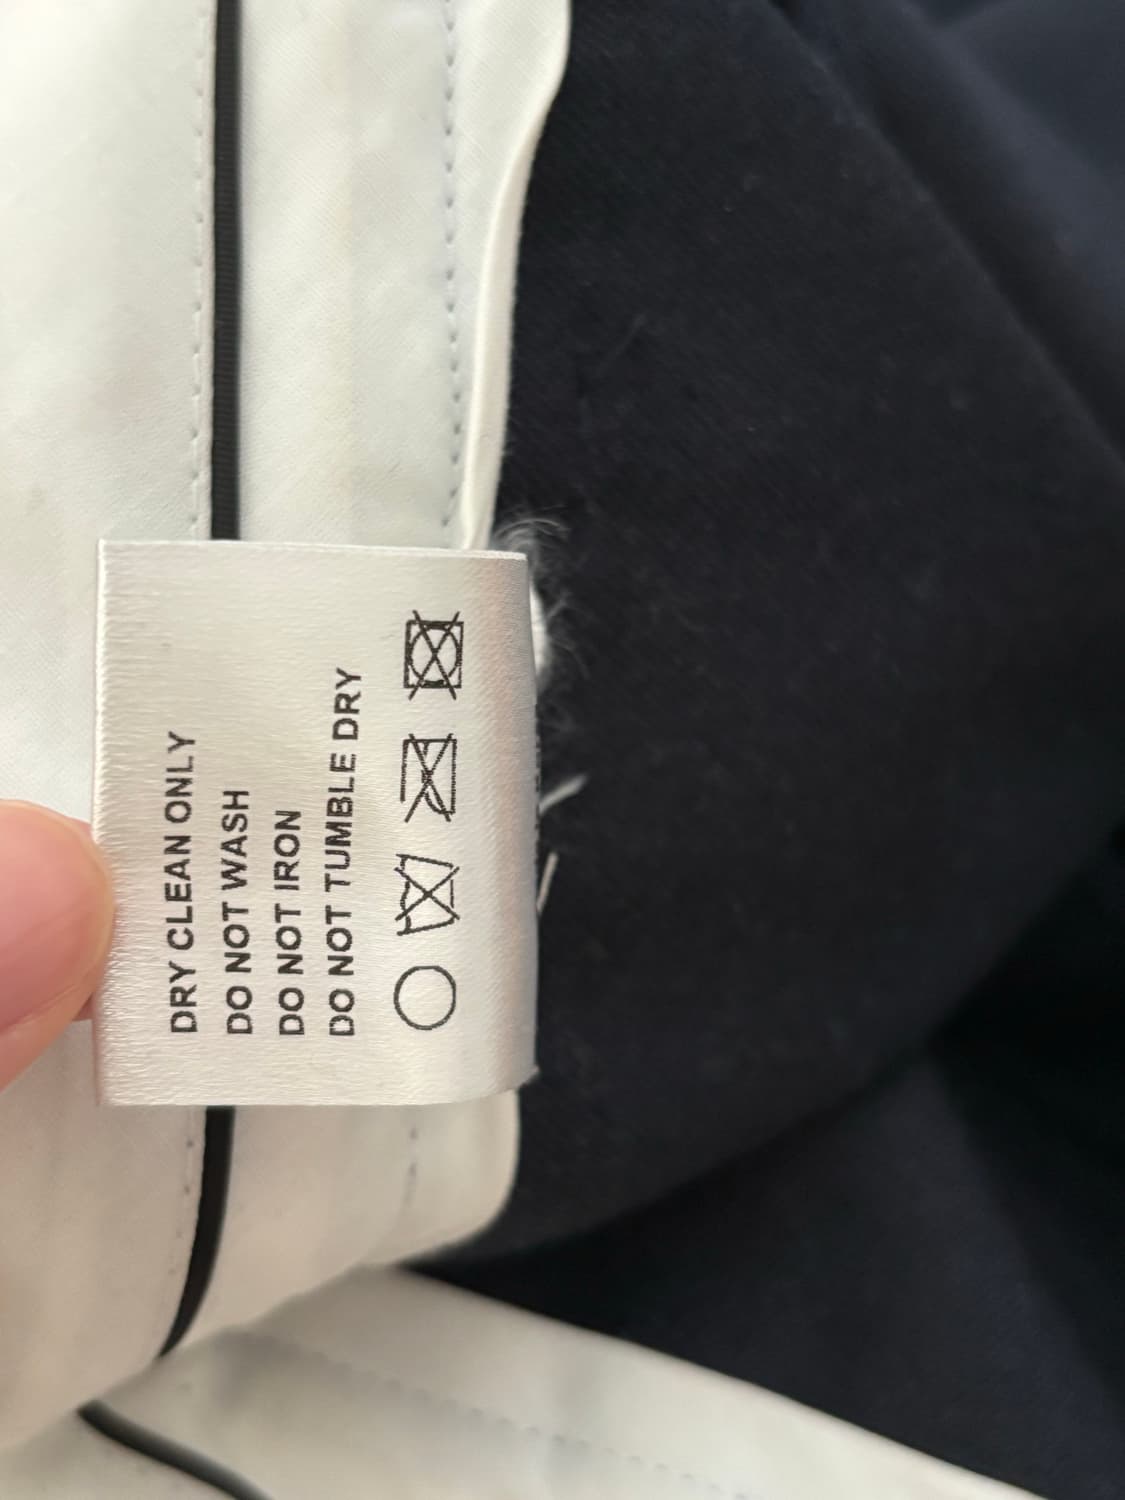 DRY CLEAN ONLY
DO NOT WASH
DO NOT IRON
DO NOT TUMBLE DRY